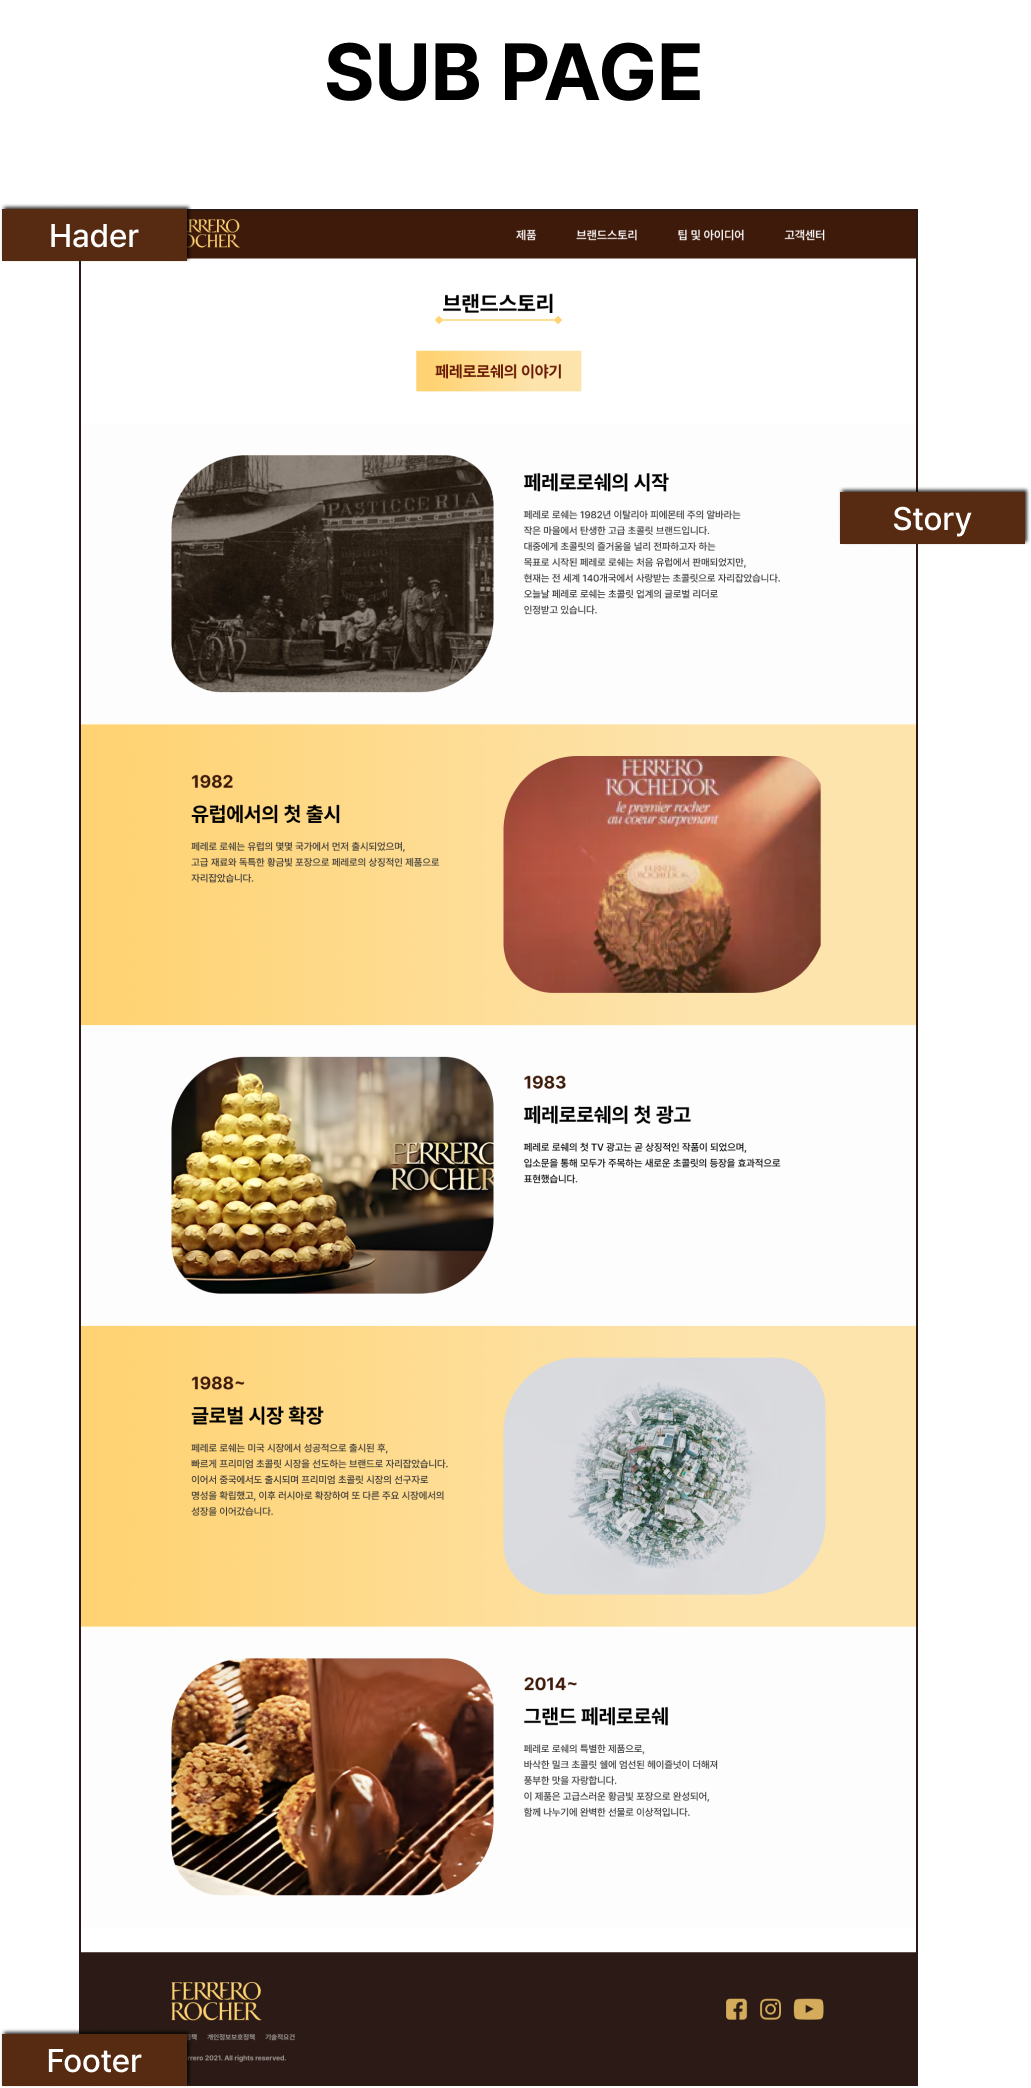 SUB PAGE
Hader
RRERO
OCHER
제품 브랜드스토리 팁 및 아이디어 고객센터
브랜드스토리
페레로로쉐의 이야기
PASTICCERIA
페레로로쉐의 시작
페레로 로쉐는 1982년 이탈리아 피에몬테 주의 알바라는
작은 마을에서 탄생한 고급 초콜릿 브랜드입니다.
대중에게 초콜릿의 즐거움을 널리 전파하고자 하는
목표로 시작된 페레로 로쉐는 처음 유럽에서 판매되었지만,
현재는 전 세계 140개국에서 사랑받는 초콜릿으로 자리잡았습니다.
오늘날 페레로 로쉐는 초콜릿 업계의 글로벌 리더로
인정받고 있습니다.
Story
1982
유럽에서의 첫 출시
페레로 로쉐는 유럽의 몇몇 국가에서 먼저 출시되었으며,
고급 재료와 독특한 황금빛 포장으로 페레로의 상징적인 제품으로
자리잡았습니다.
FERRERO
ROCHED'OR
le premier rocher
au coeur surprenant
FERRERO
ROCHED'OR
FERRERO
ROCHER
1983
페레로로쉐의 첫 광고
페레로 로쉐의 첫 TV 광고는 곧 상징적인 작품이 되었으며,
입소문을 통해 모두가 주목하는 새로운 초콜릿의 등장을 효과적으로
표현했습니다.
1988~
글로벌 시장 확장
페레로 로쉐는 미국 시장에서 성공적으로 출시된 후,
빠르게 프리미엄 초콜릿 시장을 선도하는 브랜드로 자리잡았습니다.
이어서 중국에서도 출시되며 프리미엄 초콜릿 시장의 선구자로
명성을 확립했고, 이후 러시아로 확장하여 또 다른 주요 시장에서의
성장을 이어갔습니다.
2014~
그랜드 페레로로쉐
페레로 로쉐의 특별한 제품으로,
바삭한 밀크 초콜릿 쉘에 엄선된 헤이즐넛이 더해져
풍부한 맛을 자랑합니다.
이 제품은 고급스러운 황금빛 포장으로 완성되어,
함께 나누기에 완벽한 선물로 이상적입니다.
FERRERO
ROCHER
책 개인정보보호정책 기술적요건
rrero 2021. All rights reserved.
Footer